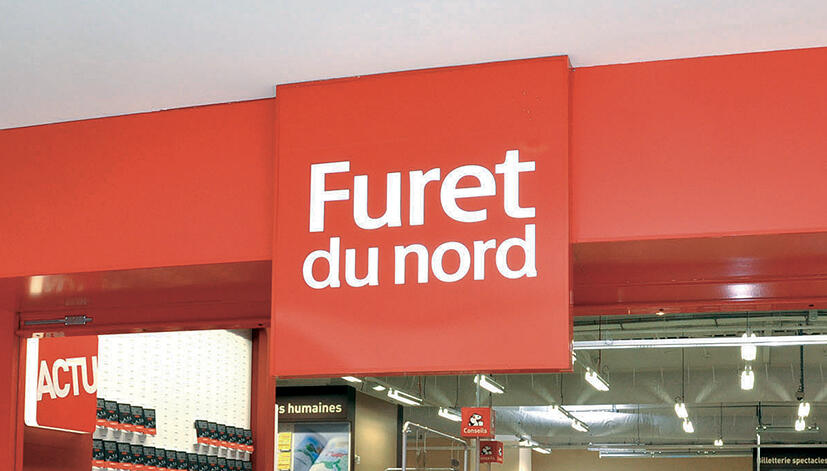 Furet
du nord
ACTU
s humaines
Conseils
Billetterie spectacles